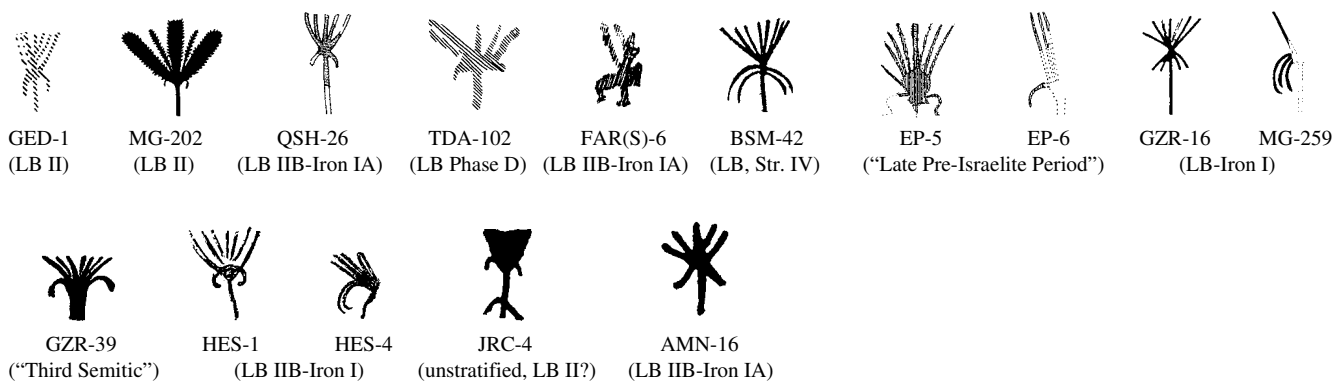 GED-1 MG-202 QSH-26 TDA-102 FAR(S)-6 BSM-42 EP-5 EP-6 GZR-16 MG-259
(LB II) (LB II) (LB IIB-Iron IA) (LB Phase D) (LB IIB-Iron IA) (LB, Str. IV) (“Late Pre-Israelite Period”) (LB-Iron I)
GZR-39 HES-1 HES-4 JRC-4 AMN-16
(“Third Semitic”) (LB IIB-Iron I) (unstratified, LB II?) (LB IIB-Iron IA)